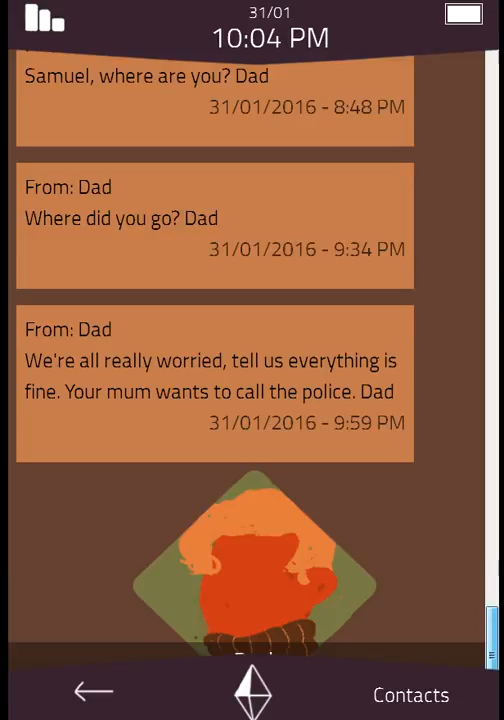 31/01
10:04 PM
Samuel, where are you? Dad
31/01/2016 - 8:48 PM
From: Dad
Where did you go? Dad
31/01/2016 - 9:34 PM
From: Dad
We're all really worried, tell us everything is
fine. Your mum wants to call the police. Dad
31/01/2016 - 9:59 PM
Contacts